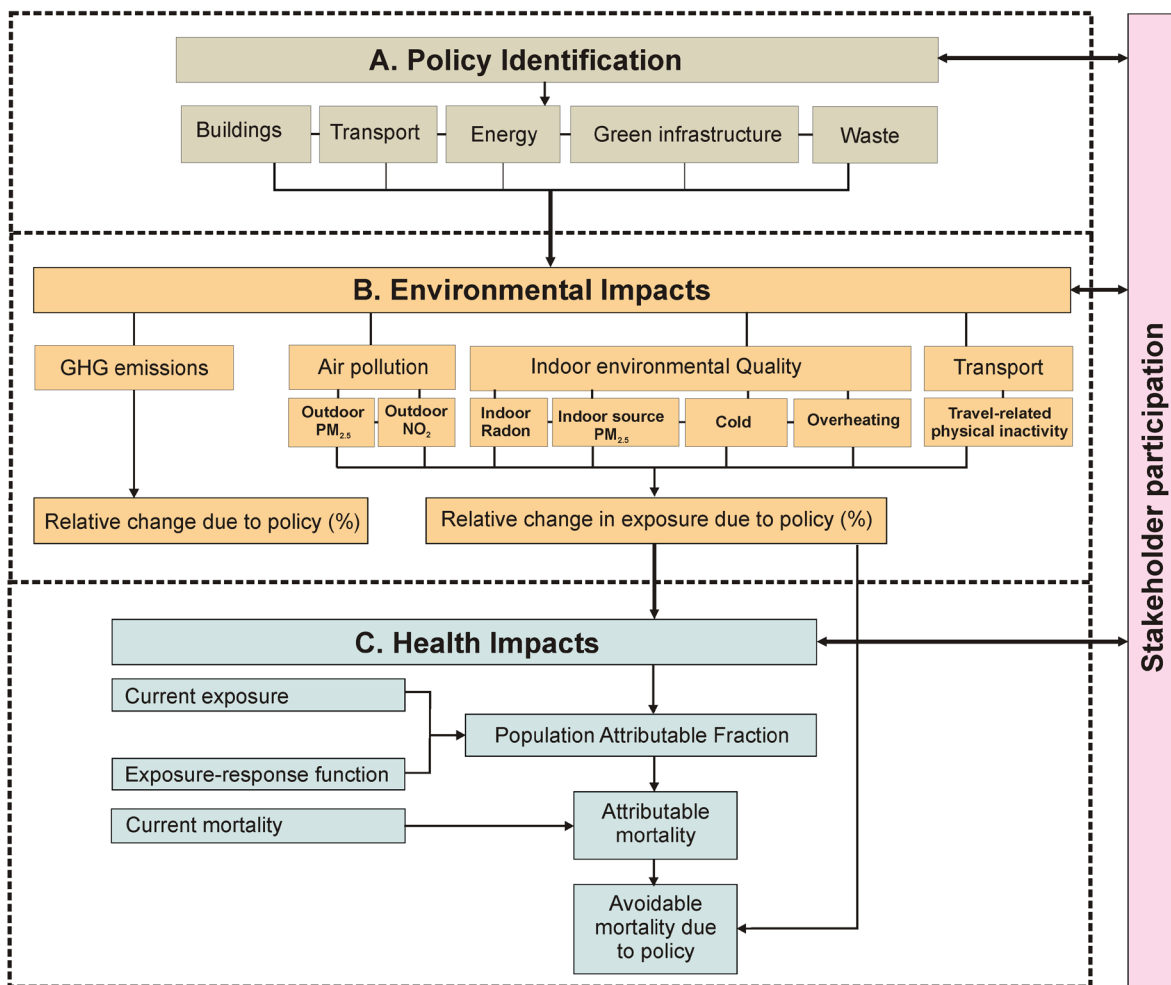 A. Policy Identification
Buildings
Transport
Energy
Green infrastructure
Waste
B. Environmental Impacts
GHG emissions
Air pollution
Indoor environmental Quality
Transport
Outdoor
PM2.5
Outdoor
NO2
Indoor
Radon
Indoor source
PM2.5
Cold
Overheating
Travel-related
physical inactivity
Relative change due to policy (%)
Relative change in exposure due to policy (%)
C. Health Impacts
Current exposure
Population Attributable Fraction
Exposure-response function
Current mortality
Attributable
mortality
Avoidable
mortality due
to policy
Stakeholder participation